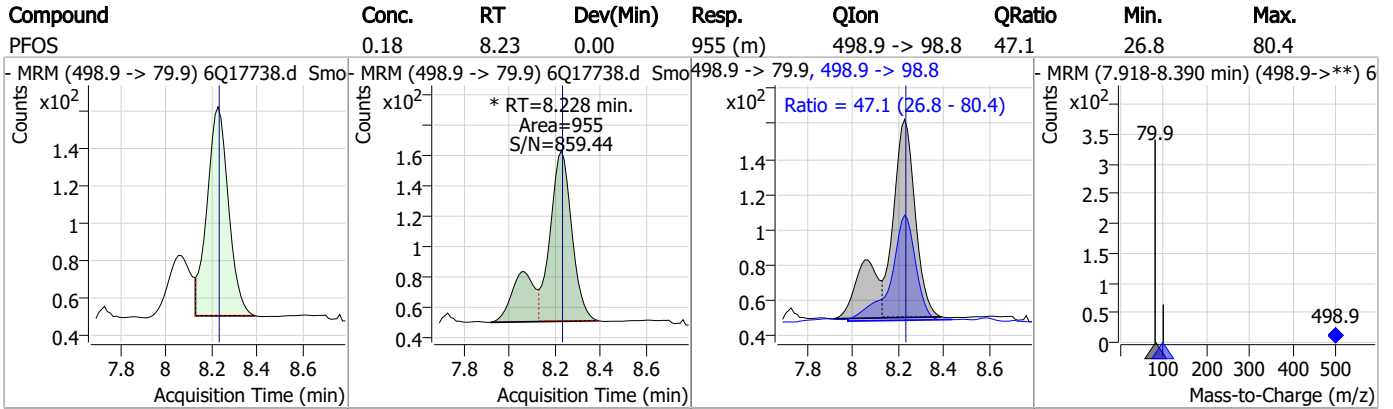 Compound Conc. RT Dev(Min) Resp. QIon QRatio Min. Max.
PFOS 0.18 8.23 0.00 955 (m) 498.9 -> 98.8 47.1 26.8 80.4
- MRM (498.9 -> 79.9) 6Q17738.d Smo
Counts
x10²
1.4
1.2
1
0.8
0.6
0.4
7.8 8 8.2 8.4 8.6
Acquisition Time (min)
- MRM (498.9 -> 79.9) 6Q17738.d Smo
Counts
x10²
* RT=8.228 min.
Area=955
S/N=859.44
1.6
1.4
1.2
1
0.8
0.6
0.4
7.8 8 8.2 8.4 8.6
Acquisition Time (min)
498.9 -> 79.9, 498.9 -> 98.8
Counts
x10²
Ratio = 47.1 (26.8 - 80.4)
1.4
1.2
1
0.8
0.6
0.4
7.8 8 8.2 8.4 8.6
Acquisition Time (min)
- MRM (7.918-8.390 min) (498.9->**) 6
Counts
x10²
79.9
3.5
3
2.5
2
1.5
1
0.5
0
498.9
100 200 300 400 500
Mass-to-Charge (m/z)